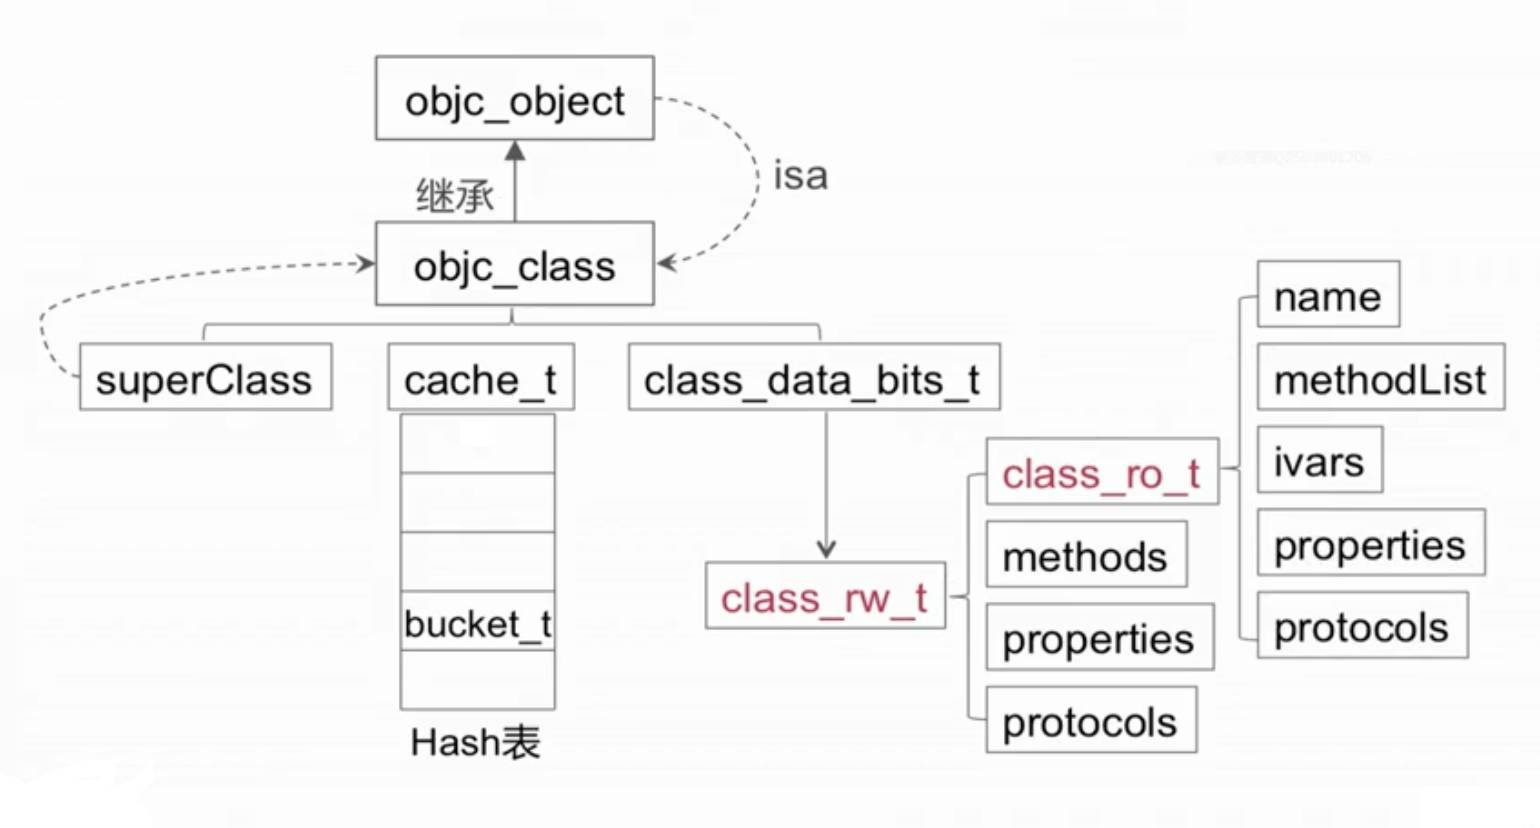 objc_object
isa
继承
objc_class
superClass
cache_t
class_data_bits_t
bucket_t
Hash表
class_rw_t
class_ro_t
methods
properties
protocols
name
methodList
ivars
properties
protocols